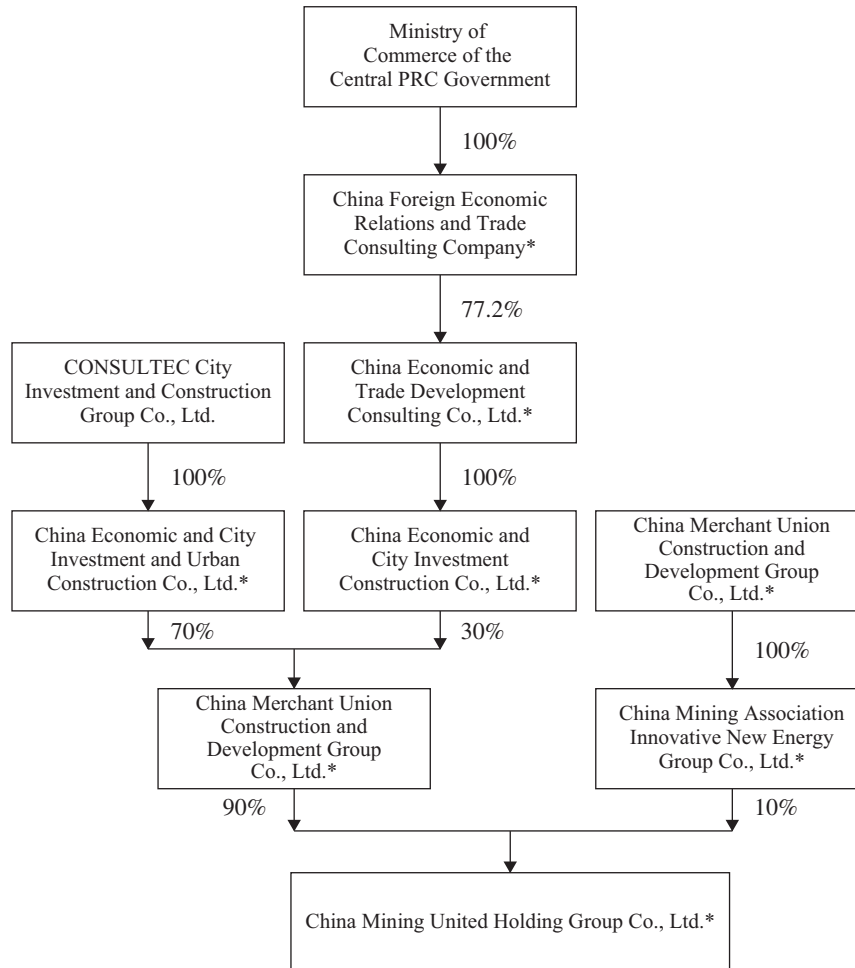 Ministry of
Commerce of the
Central PRC Government
100%
China Foreign Economic
Relations and Trade
Consulting Company*
77.2%
CONSULTEC City
Investment and Construction
Group Co., Ltd.
China Economic and
Trade Development
Consulting Co., Ltd.*
100%
100%
China Economic and City
Investment and Urban
Construction Co., Ltd.*
China Economic and
City Investment
Construction Co., Ltd.*
China Merchant Union
Construction and
Development Group
Co., Ltd.*
70%
30%
100%
China Merchant Union
Construction and
Development Group
Co., Ltd.*
China Mining Association
Innovative New Energy
Group Co., Ltd.*
90%
10%
China Mining United Holding Group Co., Ltd.*